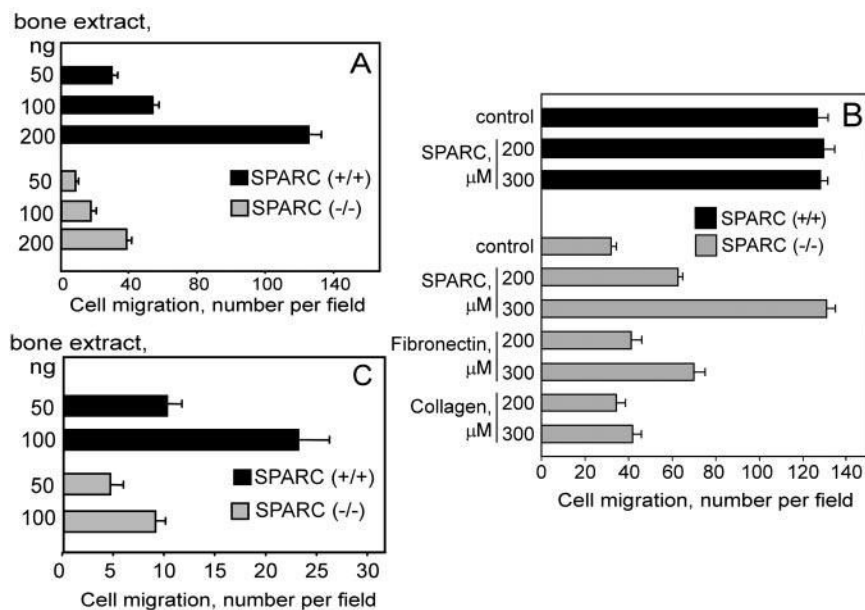 bone extract,
ng
A
50
100
200
50
100
200
SPARC (+/+)
SPARC (-/-)
0 40 80 100 140
Cell migration, number per field
bone extract,
ng
C
50
100
50
100
SPARC (+/+)
SPARC (-/-)
0 5 10 15 23 26 30
Cell migration, number per field
B
control
SPARC, 200
μM 300
SPARC (+/+)
SPARC (-/-)
control
SPARC, 200
μM 300
Fibronectin, 200
μM 300
Collagen, 200
μM 300
0 20 40 60 80 100 120 140
Cell migration, number per field